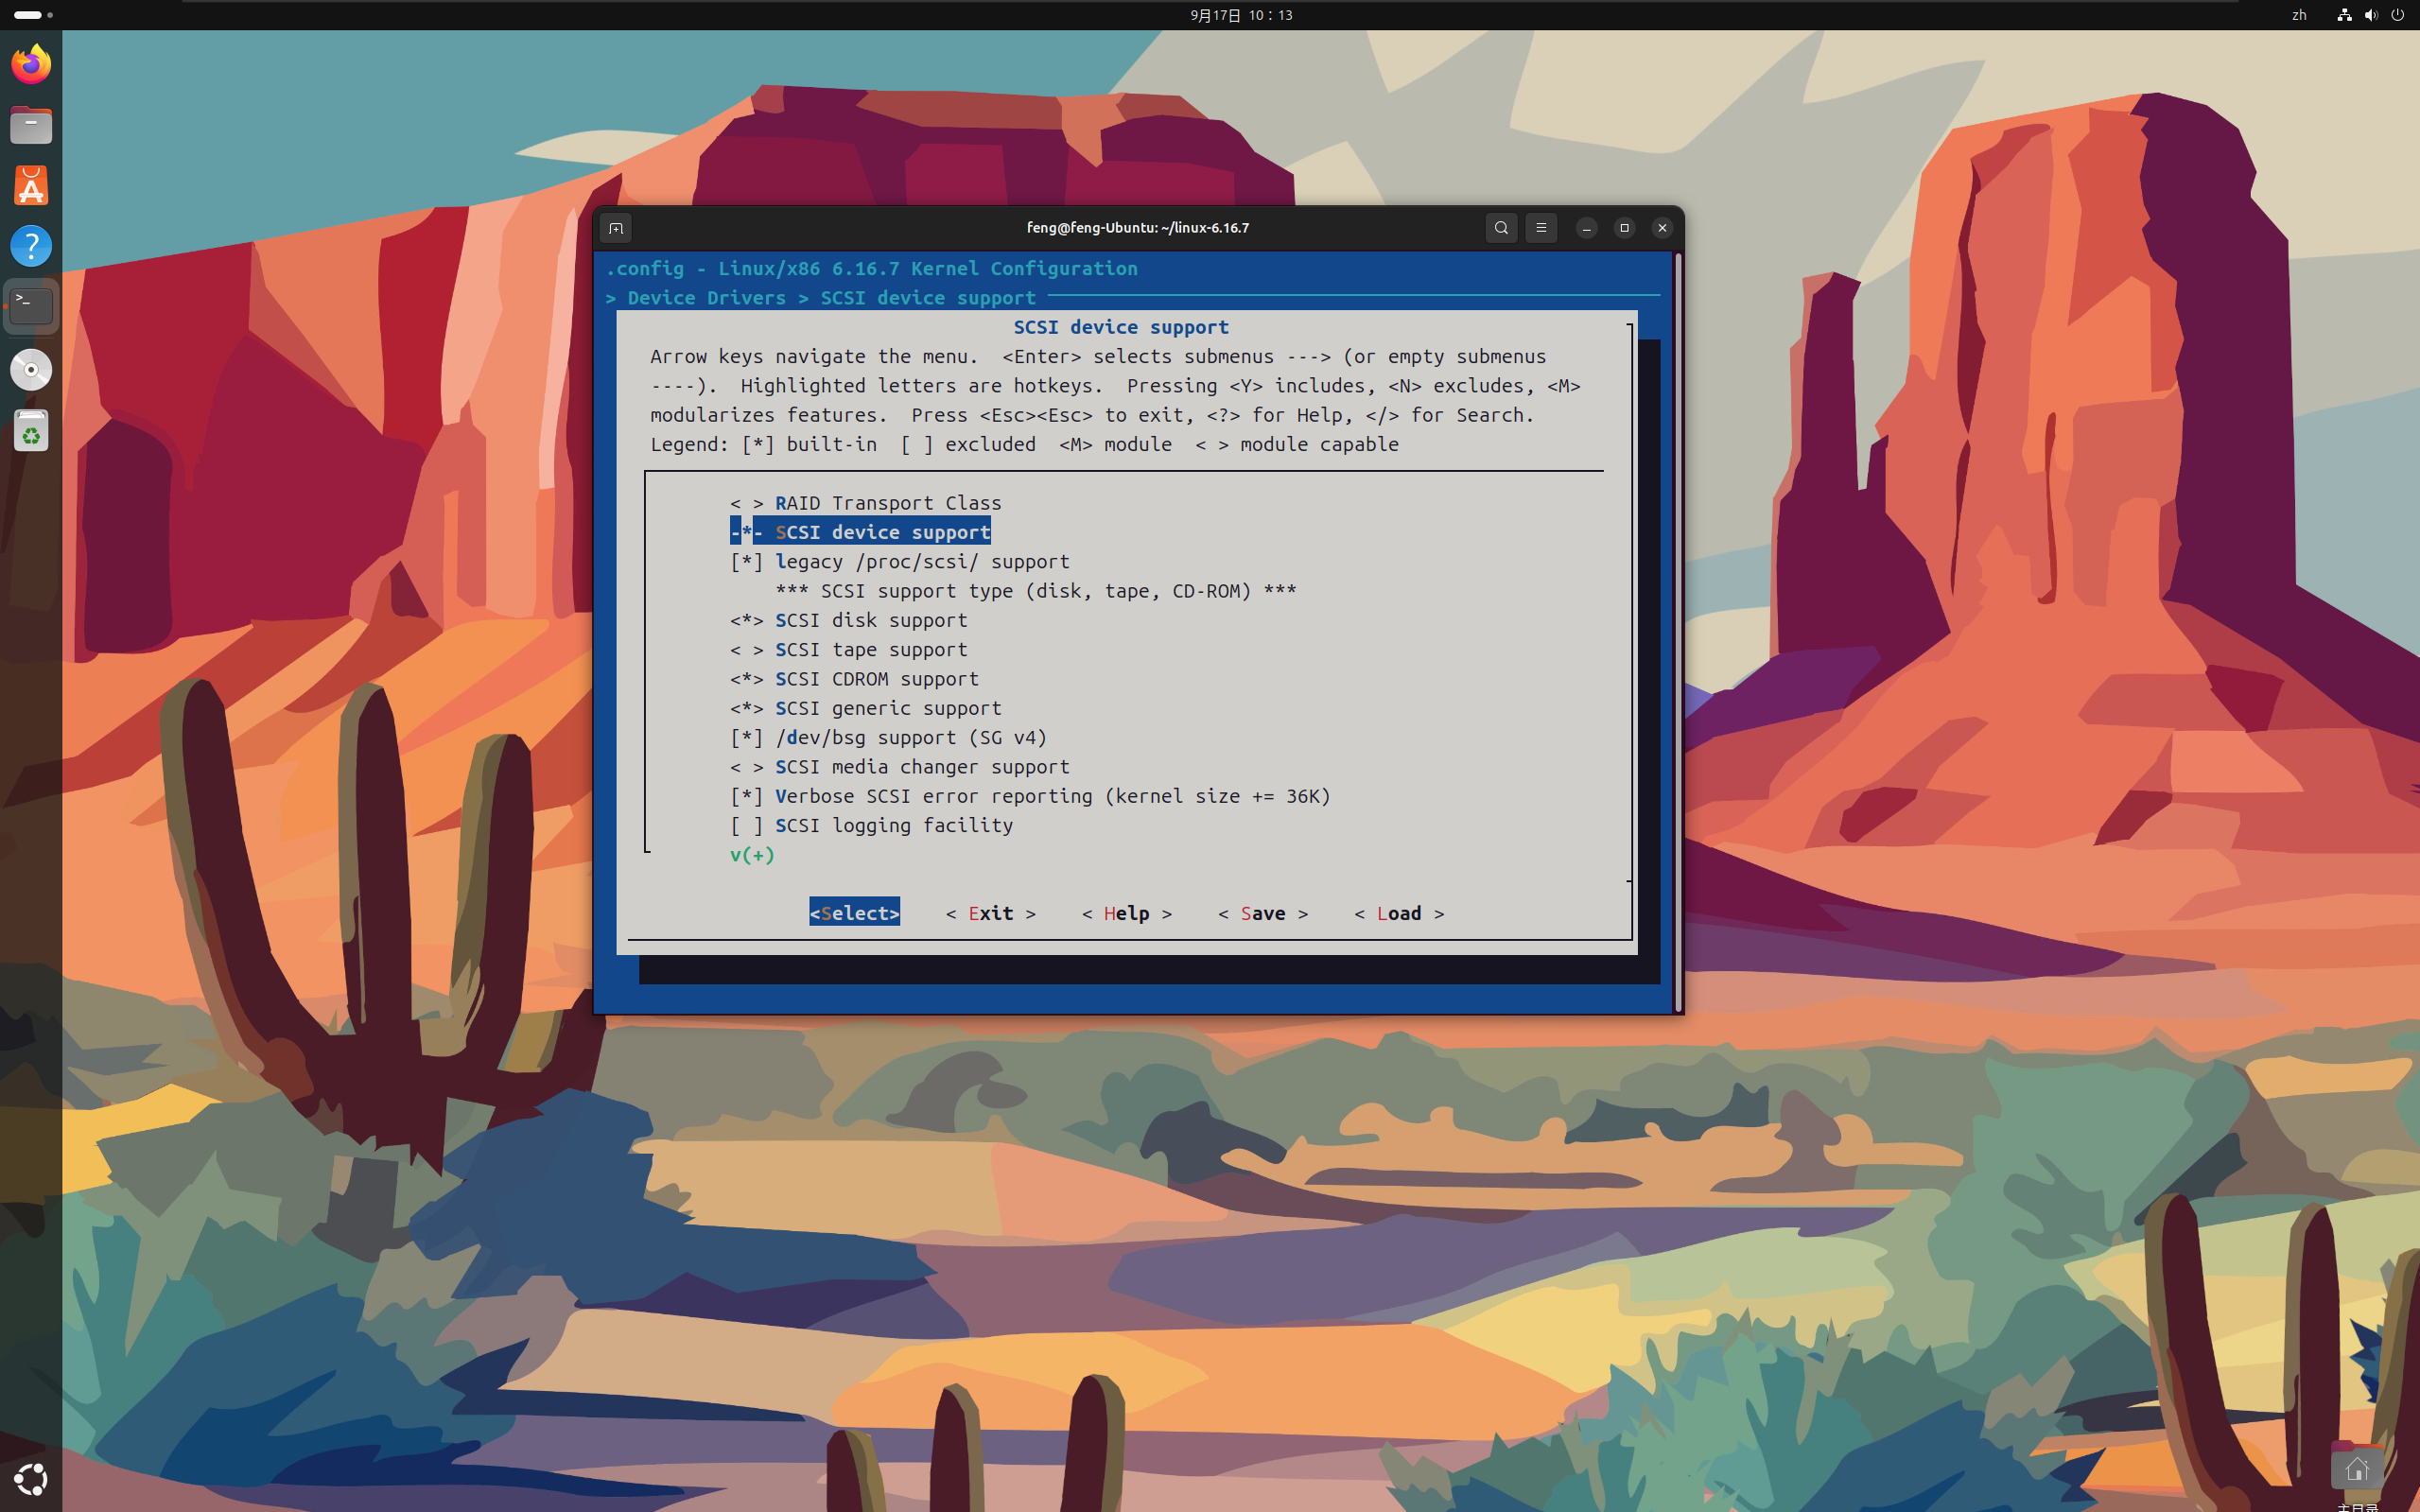 9月17日 10：13
zh
feng@feng-Ubuntu: ~/linux-6.16.7
.config - Linux/x86 6.16.7 Kernel Configuration
> Device Drivers > SCSI device support
SCSI device support
Arrow keys navigate the menu.  <Enter> selects submenus ---> (or empty submenus
----).  Highlighted letters are hotkeys.  Pressing <Y> includes, <N> excludes, <M>
modularizes features.  Press <Esc><Esc> to exit, <?> for Help, </> for Search.
Legend: [*] built-in  [ ] excluded  <M> module  < > module capable
< > RAID Transport Class
-*- SCSI device support
[*] legacy /proc/scsi/ support
*** SCSI support type (disk, tape, CD-ROM) ***
<*> SCSI disk support
< > SCSI tape support
<*> SCSI CDROM support
<*> SCSI generic support
[*] /dev/bsg support (SG v4)
< > SCSI media changer support
[*] Verbose SCSI error reporting (kernel size += 36K)
[ ] SCSI logging facility
v(+)
<Select>    < Exit >    < Help >    < Save >    < Load >
主目录